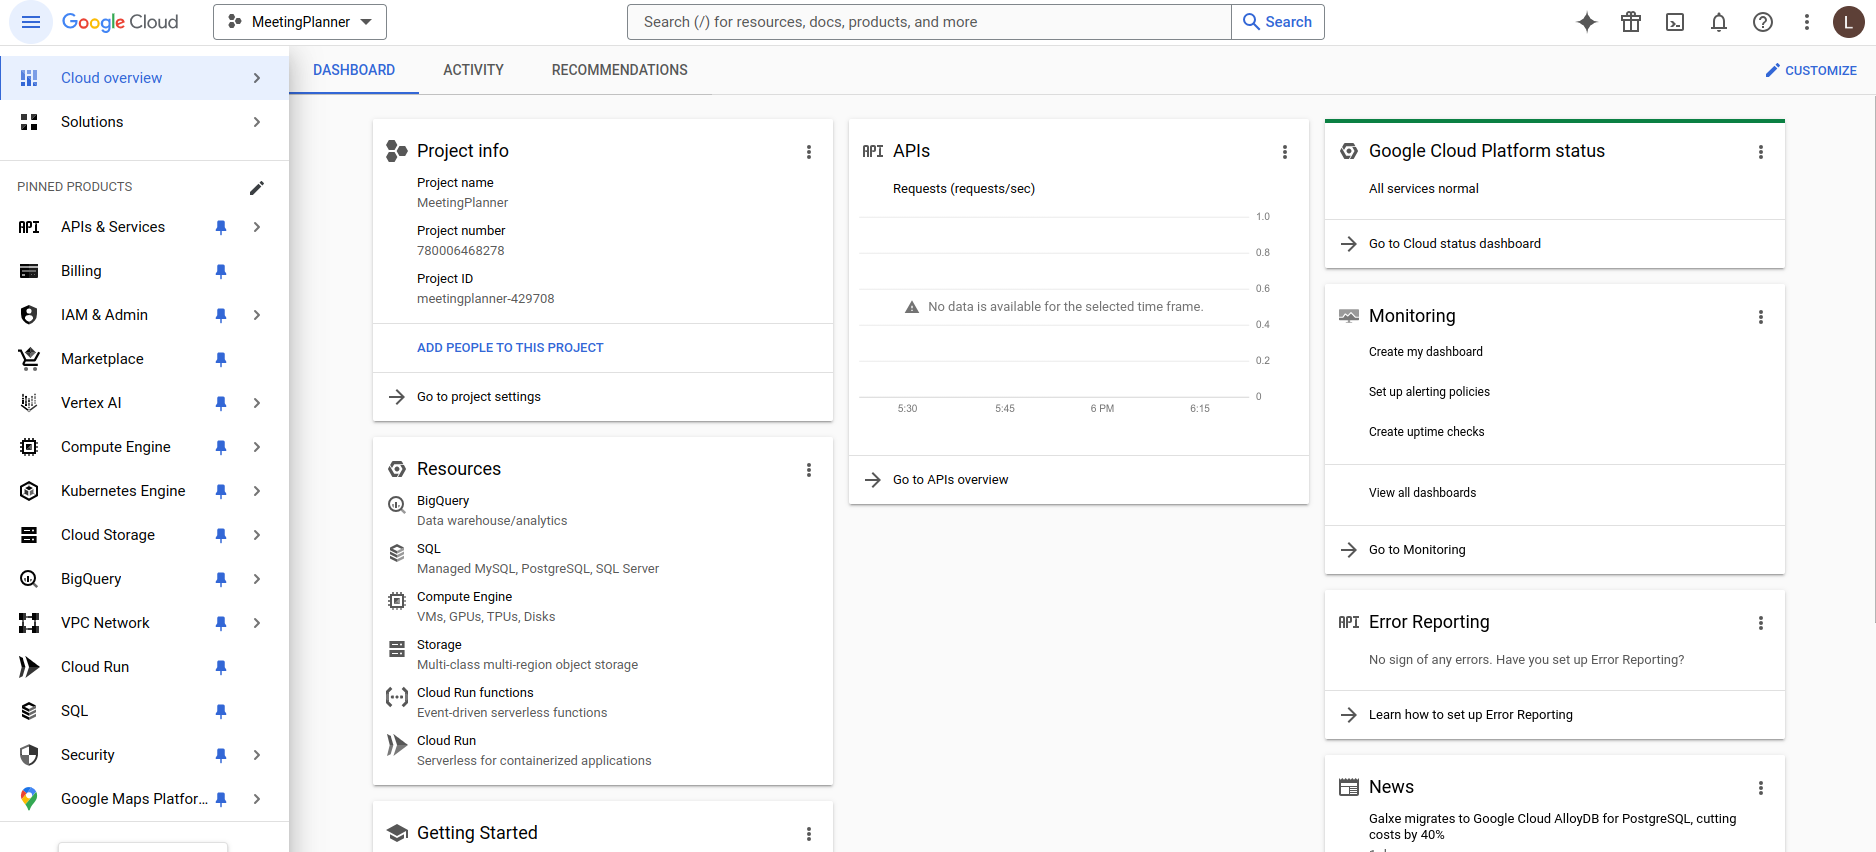 Google Cloud
MeetingPlanner
Search (/) for resources, docs, products, and more
Search
L
Cloud overview
Solutions
PINNED PRODUCTS
APIs & Services
Billing
IAM & Admin
Marketplace
Vertex AI
Compute Engine
Kubernetes Engine
Cloud Storage
BigQuery
VPC Network
Cloud Run
SQL
Security
Google Maps Platfor...
DASHBOARD
ACTIVITY
RECOMMENDATIONS
CUSTOMIZE
Project info
Project name
MeetingPlanner
Project number
780006468278
Project ID
meetingplanner-429708
ADD PEOPLE TO THIS PROJECT
Go to project settings
Resources
BigQuery
Data warehouse/analytics
SQL
Managed MySQL, PostgreSQL, SQL Server
Compute Engine
VMs, GPUs, TPUs, Disks
Storage
Multi-class multi-region object storage
Cloud Run functions
Event-driven serverless functions
Cloud Run
Serverless for containerized applications
Getting Started
API APIs
Requests (requests/sec)
1.0
0.8
0.6
No data is available for the selected time frame.
0.4
0.2
0
5:30 5:45 6 PM 6:15
Go to APIs overview
Google Cloud Platform status
All services normal
Go to Cloud status dashboard
Monitoring
Create my dashboard
Set up alerting policies
Create uptime checks
View all dashboards
Go to Monitoring
API Error Reporting
No sign of any errors. Have you set up Error Reporting?
Learn how to set up Error Reporting
News
Galxe migrates to Google Cloud AlloyDB for PostgreSQL, cutting
costs by 40%